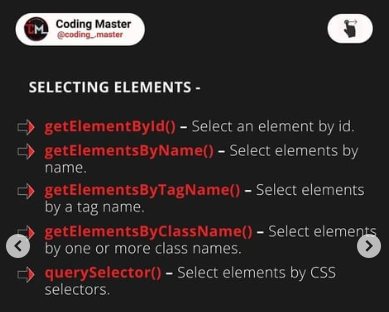 Coding Master
@coding_.master
SELECTING ELEMENTS -
getElementById() – Select an element by id.
getElementsByName() – Select elements by
name.
getElementsByTagName() – Select elements
by a tag name.
getElementsByClassName() – Select elements
by one or more class names.
querySelector() – Select elements by CSS
selectors.